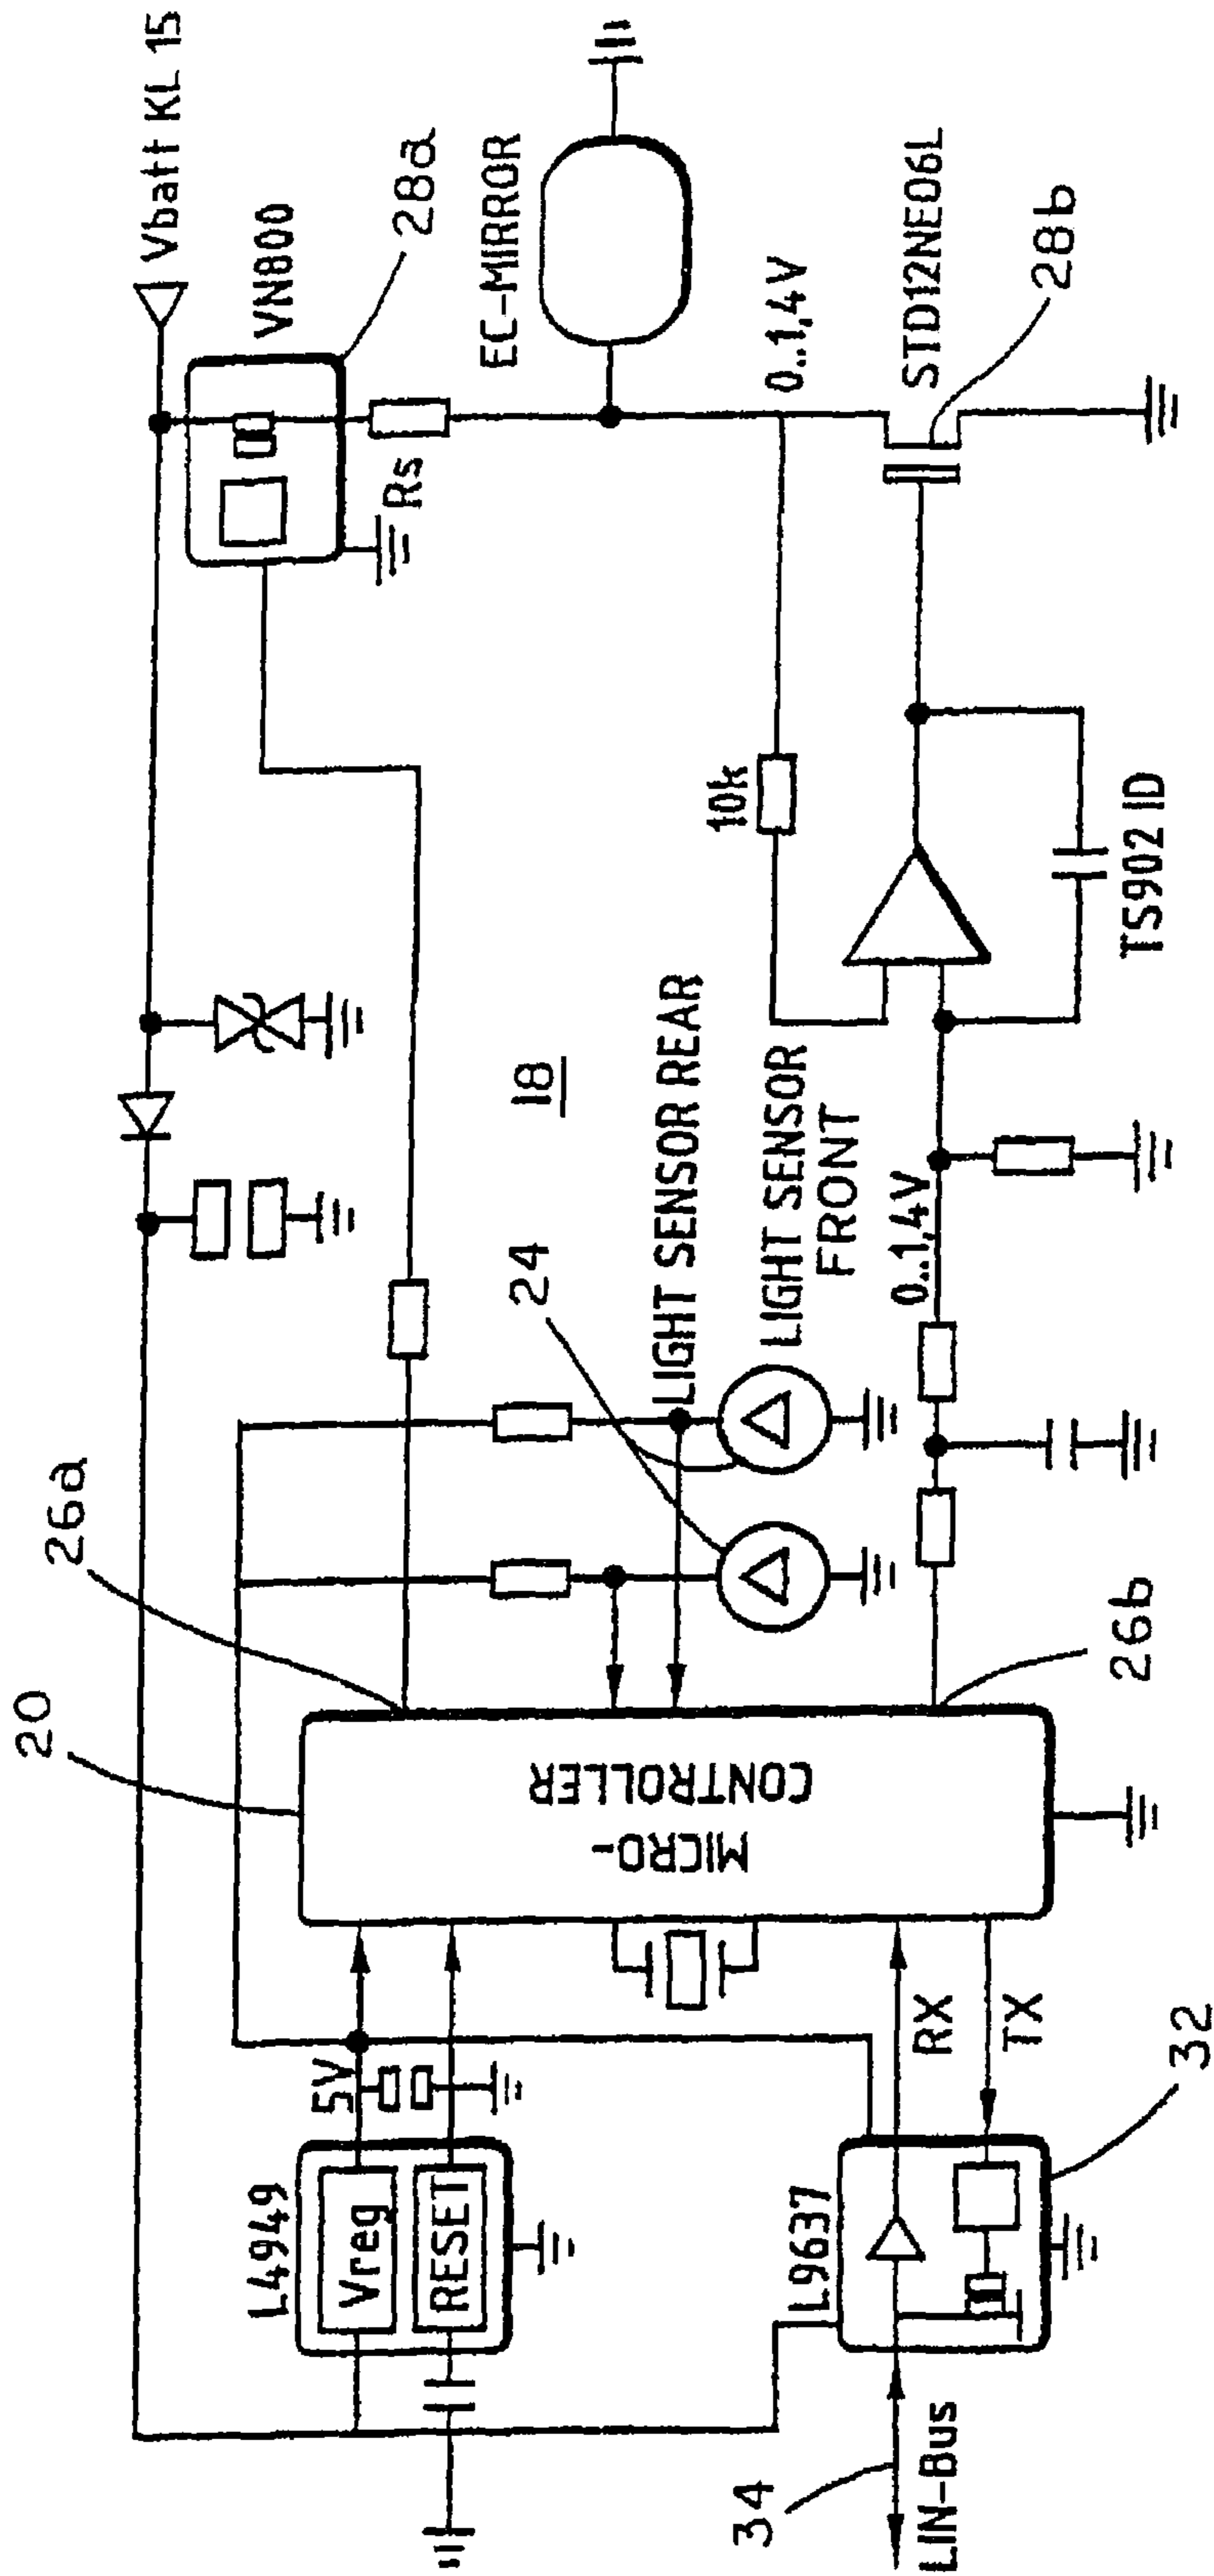 Vbatt KL 15
VN800
28a
Rs
EC-MIRROR
0..1,4V
STD12NE06L
28b
10k
TS902 ID
18
LIGHT SENSOR REAR
LIGHT SENSOR
FRONT
24
0..1,4V
26a
26b
20
MICRO-
CONTROLLER
5V
L4949
Vreg
RESET
RX
TX
L9637
32
34
LIN-Bus